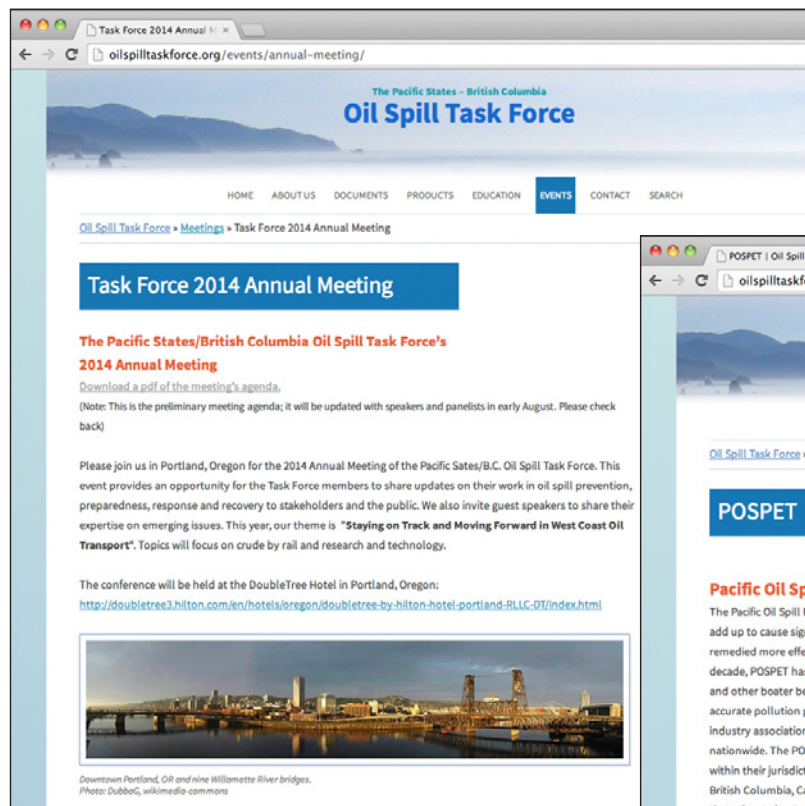 Task Force 2014 Annual M
oilspilltaskforce.org/events/annual-meeting/
The Pacific States – British Columbia
Oil Spill Task Force
HOME ABOUT US DOCUMENTS PRODUCTS EDUCATION EVENTS CONTACT SEARCH
Oil Spill Task Force » Meetings » Task Force 2014 Annual Meeting
Task Force 2014 Annual Meeting
The Pacific States/British Columbia Oil Spill Task Force's
2014 Annual Meeting
Download a pdf of the meeting's agenda.
(Note: This is the preliminary meeting agenda; it will be updated with speakers and panelists in early August. Please check
back)
Please join us in Portland, Oregon for the 2014 Annual Meeting of the Pacific Sates/B.C. Oil Spill Task Force. This
event provides an opportunity for the Task Force members to share updates on their work in oil spill prevention,
preparedness, response and recovery to stakeholders and the public. We also invite guest speakers to share their
expertise on emerging issues. This year, our theme is "Staying on Track and Moving Forward in West Coast Oil
Transport". Topics will focus on crude by rail and research and technology.
The conference will be held at the DoubleTree Hotel in Portland, Oregon:
http://doubletree3.hilton.com/en/hotels/oregon/doubletree-by-hilton-hotel-portland-RLLC-DT/index.html
Downtown Portland, OR and nine Willamette River bridges.
Photo: DubbaG, wikimedia-commons
POSPET | Oil Spill
oilspilltaskfo
Oil Spill Task Force »
POSPET
Pacific Oil Sp
The Pacific Oil Spill
add up to cause sig
remedied more effe
decade, POSPET has
and other boater be
accurate pollution p
industry association
nationwide. The PO
within their jurisdict
British Columbia, Ca